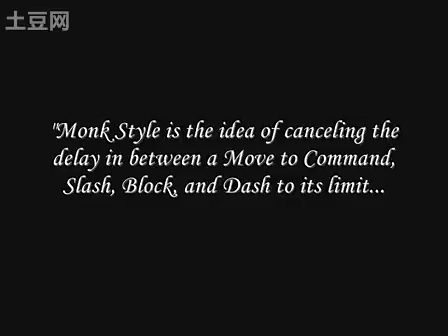 土豆网
"Monk Style is the idea of canceling the
delay in between a Move to Command,
Slash, Block, and Dash to its limit...